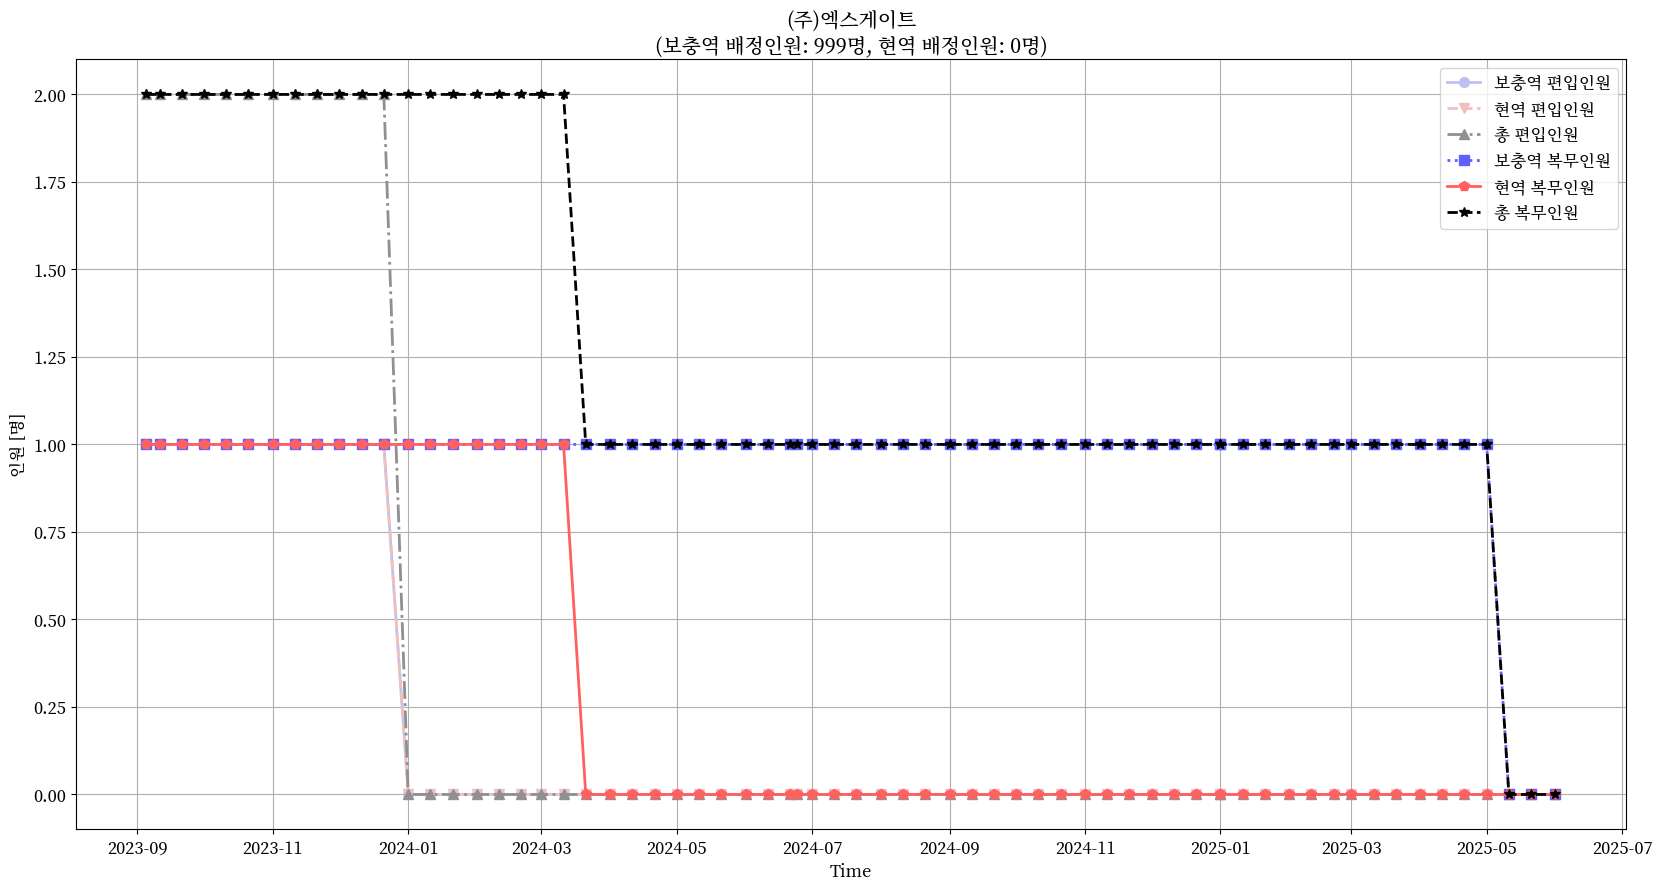 (주)엑스게이트
(보충역 배정인원: 999명, 현역 배정인원: 0명)
보충역 편입인원
현역 편입인원
총 편입인원
보충역 복무인원
현역 복무인원
총 복무인원
2.00
1.75
1.50
1.25
1.00
0.75
0.50
0.25
0.00
인원 [명]
2023-09 2023-11 2024-01 2024-03 2024-05 2024-07 2024-09 2024-11 2025-01 2025-03 2025-05 2025-07
Time